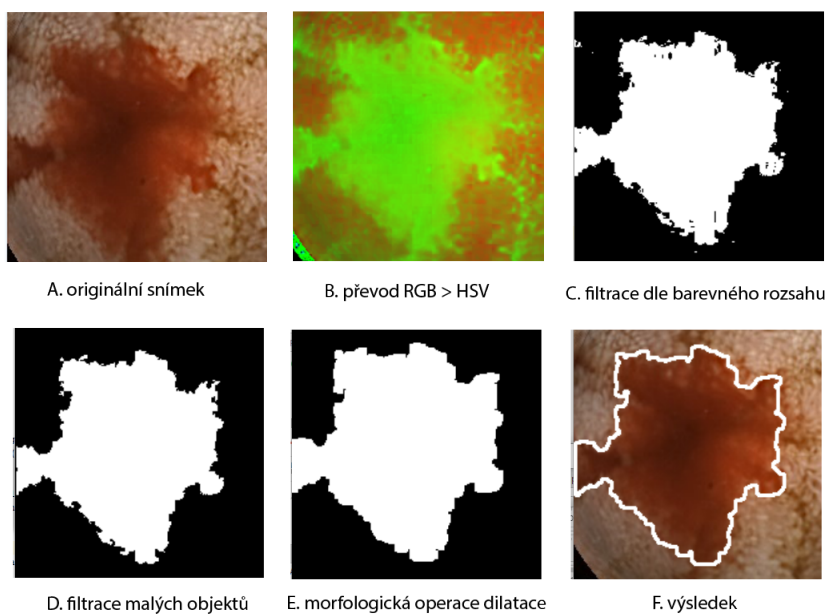 A. originální snímek
B. převod RGB > HSV
C. filtrace dle barevného rozsahu
D. filtrace malých objektů
E. morfologická operace dilatace
F. výsledek